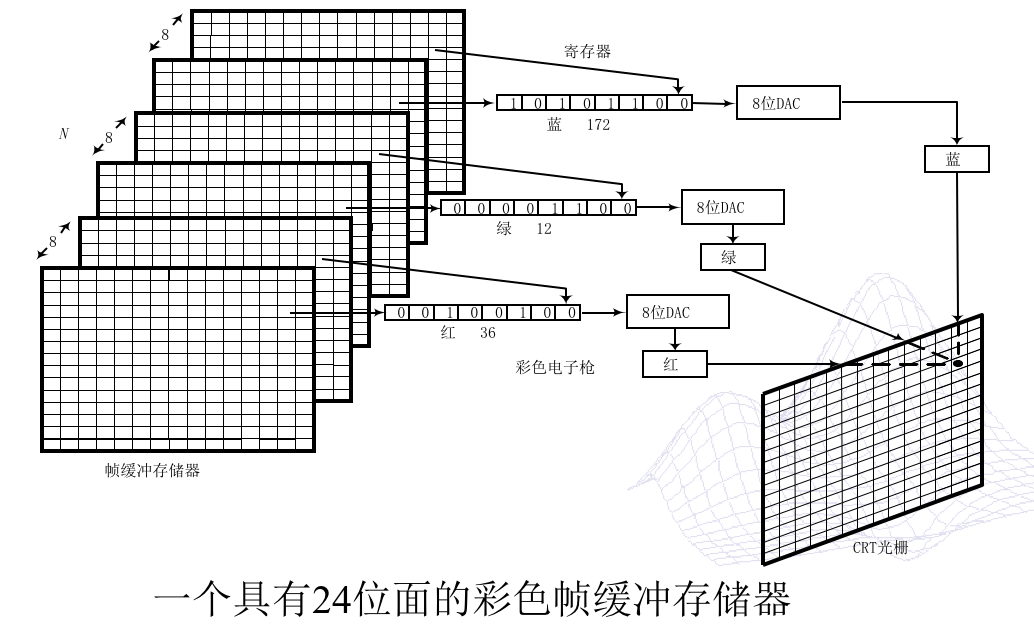 8
寄存器
1 0 1 0 1 1 0 0
8位DAC
蓝 172
N
8
蓝
0 0 0 0 1 1 0 0
8位DAC
绿 12
8
绿
0 0 1 0 0 1 0 0
8位DAC
红 36
彩色电子枪
红
帧缓冲存储器
CRT光栅
一个具有24位面的彩色帧缓冲存储器